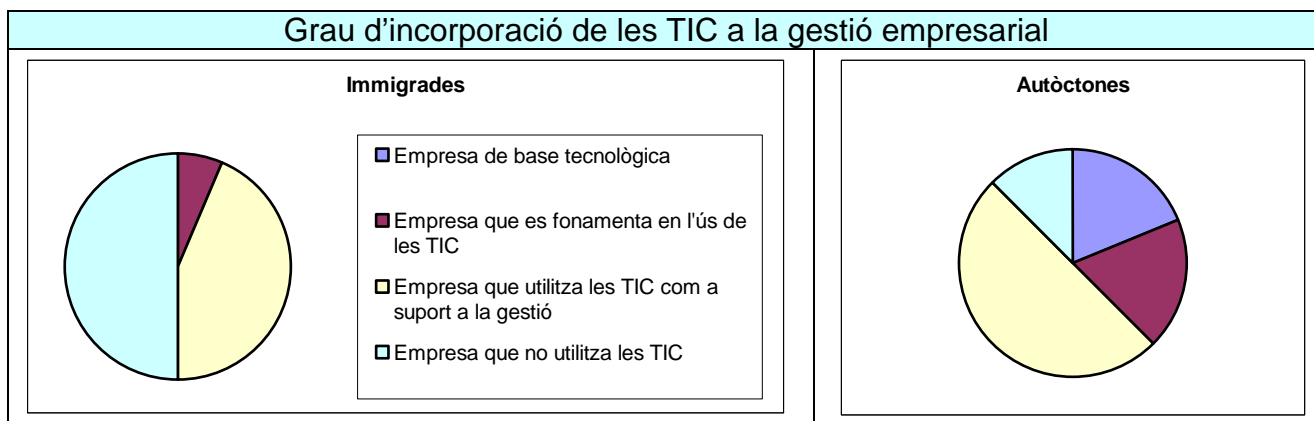 Grau d’incorporació de les TIC a la gestió empresarial
Immigrades
Empresa de base tecnològica
Empresa que es fonamenta en l'ús de
les TIC
Empresa que utilitza les TIC com a
suport a la gestió
Empresa que no utilitza les TIC
Autòctones